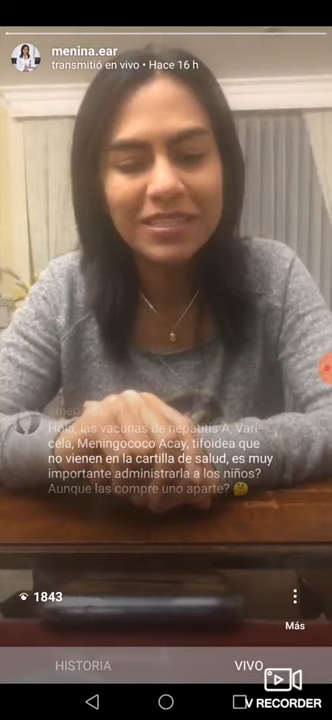 menina.ear
transmitió en vivo • Hace 16 h
Hola, las vacunas de hepatitis A, Vari
cela, Meningococo Acay, tifoidea que
no vienen en la cartilla de salud, es muy
importante administrarla a los niños?
Aunque las compre uno aparte? 🤔
1843
Más
HISTORIA
VIVO
V RECORDER